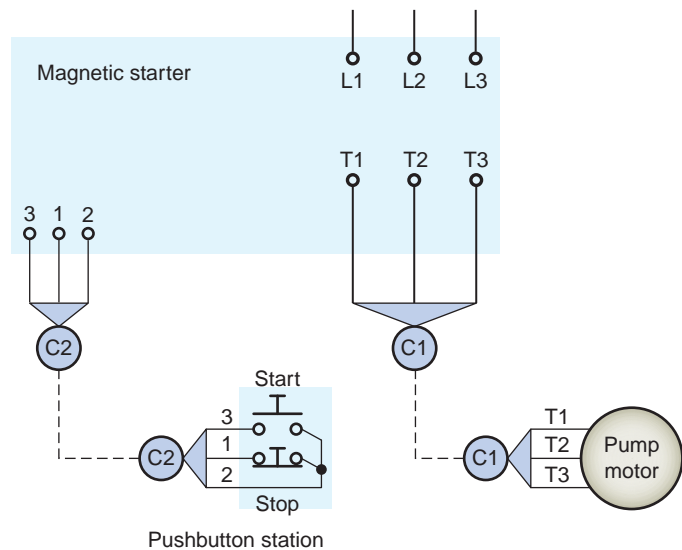 Magnetic starter
L1 L2 L3
T1 T2 T3
3 1 2
C2 C1
Start
3
C2 1
2
Stop
Pushbutton station
T1
C1 T2
T3
Pump
motor